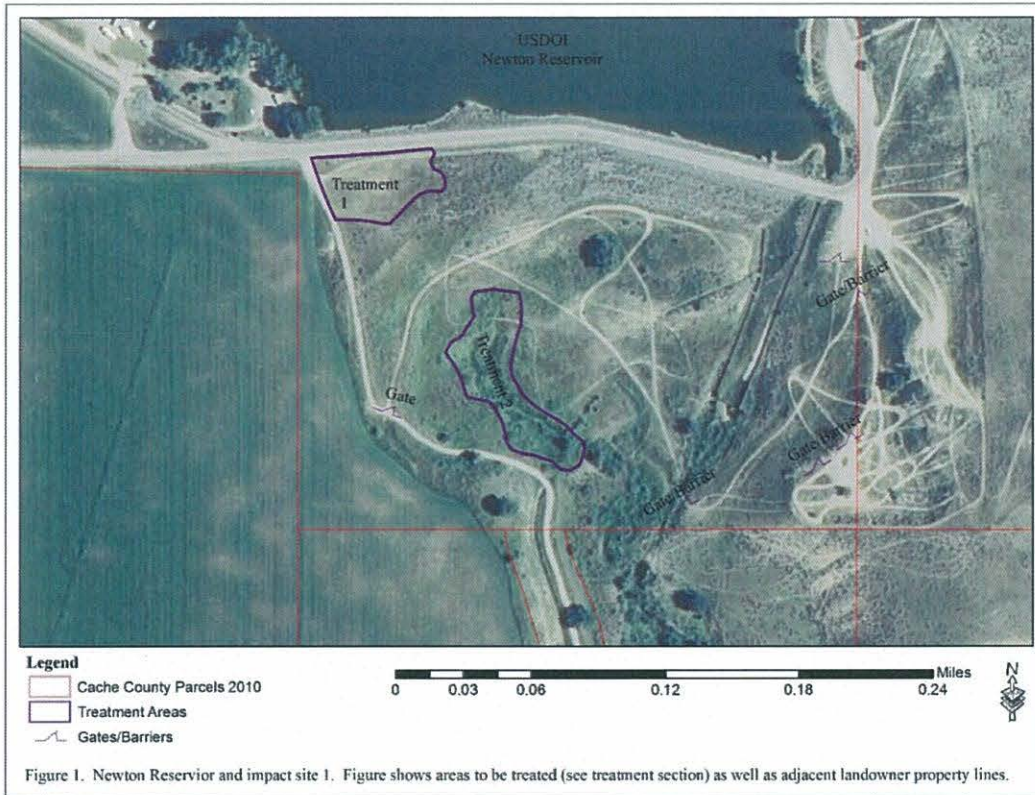 USDOI
Newton Reservoir
Treatment
1
Treatment 2
Gate
Gate/Barrier
Gate/Barrier
Gate/Barrier
Legend
Cache County Parcels 2010
Treatment Areas
Gates/Barriers
0 0.03 0.06 0.12 0.18 0.24 Miles
N
Figure 1. Newton Reservior and impact site 1. Figure shows areas to be treated (see treatment section) as well as adjacent landowner property lines.